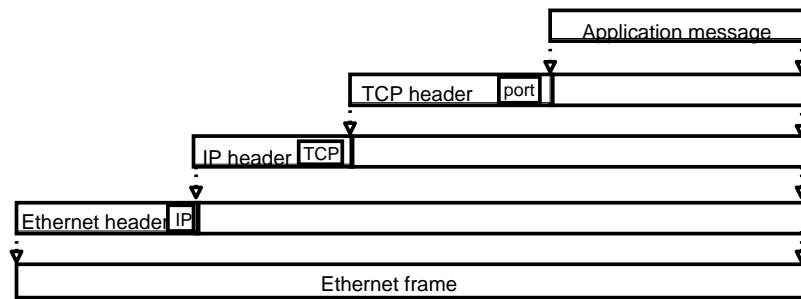 Application message
TCP header port
IP header TCP
Ethernet header IP
Ethernet frame